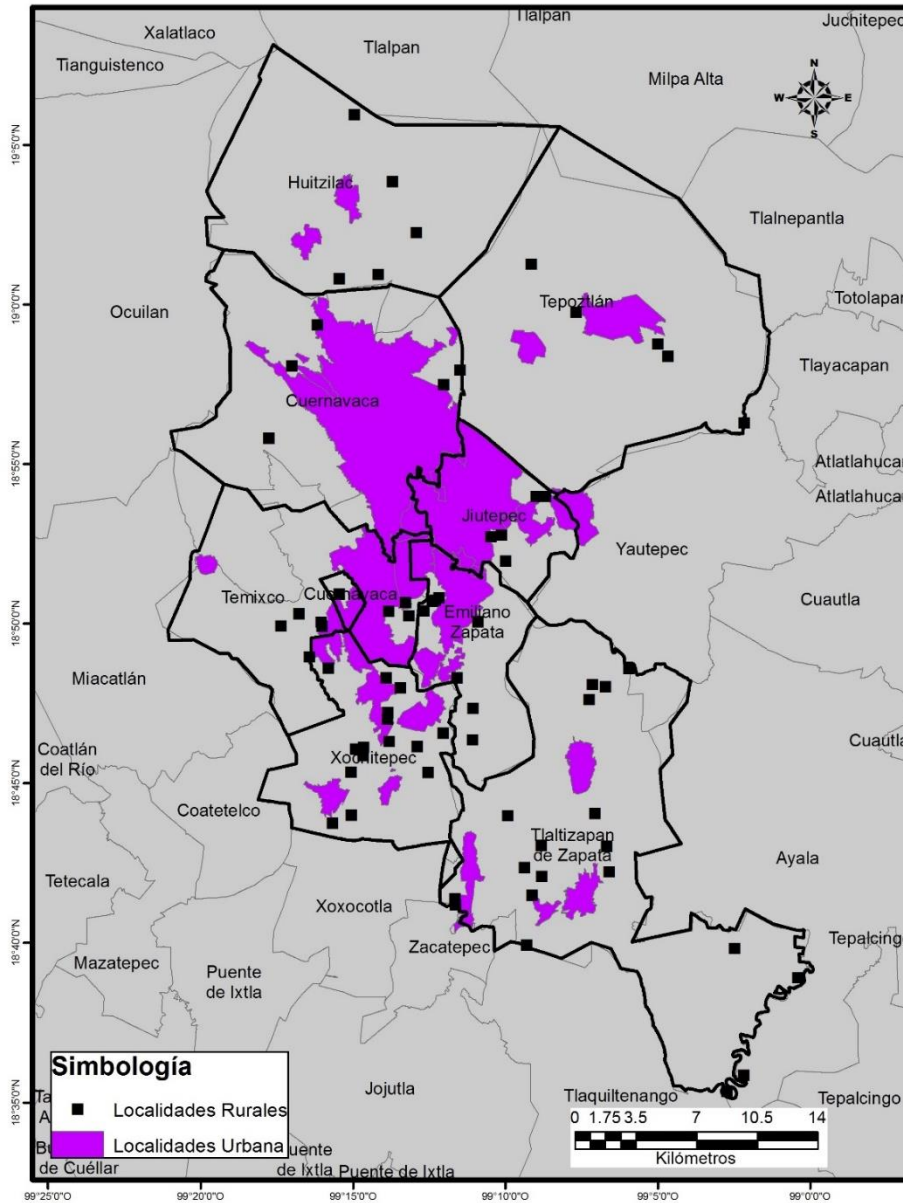 Tlalpan
Xalatlaco
Tlalpan
Juchitepec
Tianguistenco
Milpa Alta
N
W
E
S
19°5'0"N
Huitzilac
Tlalnepantla
Ocuilan
19°0'0"N
Tepoztlán
Totolapan
Tlayacapan
Cuernavaca
18°55'0"N
Atlatlahucan
Atlatlahucan
Jiutepec
Yautepec
Temixco
Cuernavaca
Cuautla
18°50'0"N
Emiliano
Zapata
Miacatlán
Coatlán
del Río
Xochitepec
Cuautla
18°45'0"N
Coatetelco
Tlaltizapan
de Zapata
Ayala
Tetecala
Xoxocotla
18°40'0"N
Zacatepec
Tepalcingo
Mazatepec
Puente
de Ixtla
Simbología
Localidades Rurales
Localidades Urbana
Jojutla
Tlaquiltenango
Tepalcingo
18°35'0"N
0 1.75 3.5 7 10.5 14
Kilómetros
de Cuéllar
uente
de Ixtla
Puente de Ixtla
99°25'0"O
99°20'0"O
99°15'0"O
99°10'0"O
99°5'0"O
99°0'0"O